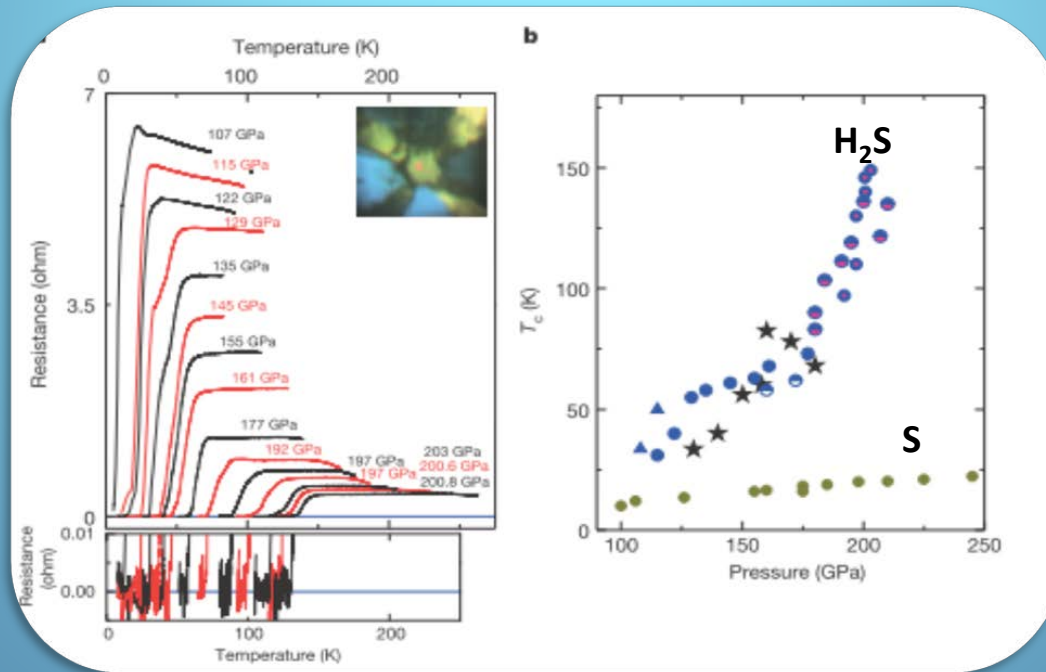 Temperature (K)
0 100 200
7
3.5
0
Resistance (ohm)
107 GPa
115 GPa
122 GPa
129 GPa
135 GPa
145 GPa
155 GPa
161 GPa
177 GPa
192 GPa
197 GPa
197 GPa
203 GPa
200.6 GPa
200.8 GPa
0.01
0.00
Resistance
(ohm)
0 100 200
Temperature (K)
b
150
100
50
0
Tc (K)
H2S
S
100 150 200 250
Pressure (GPa)